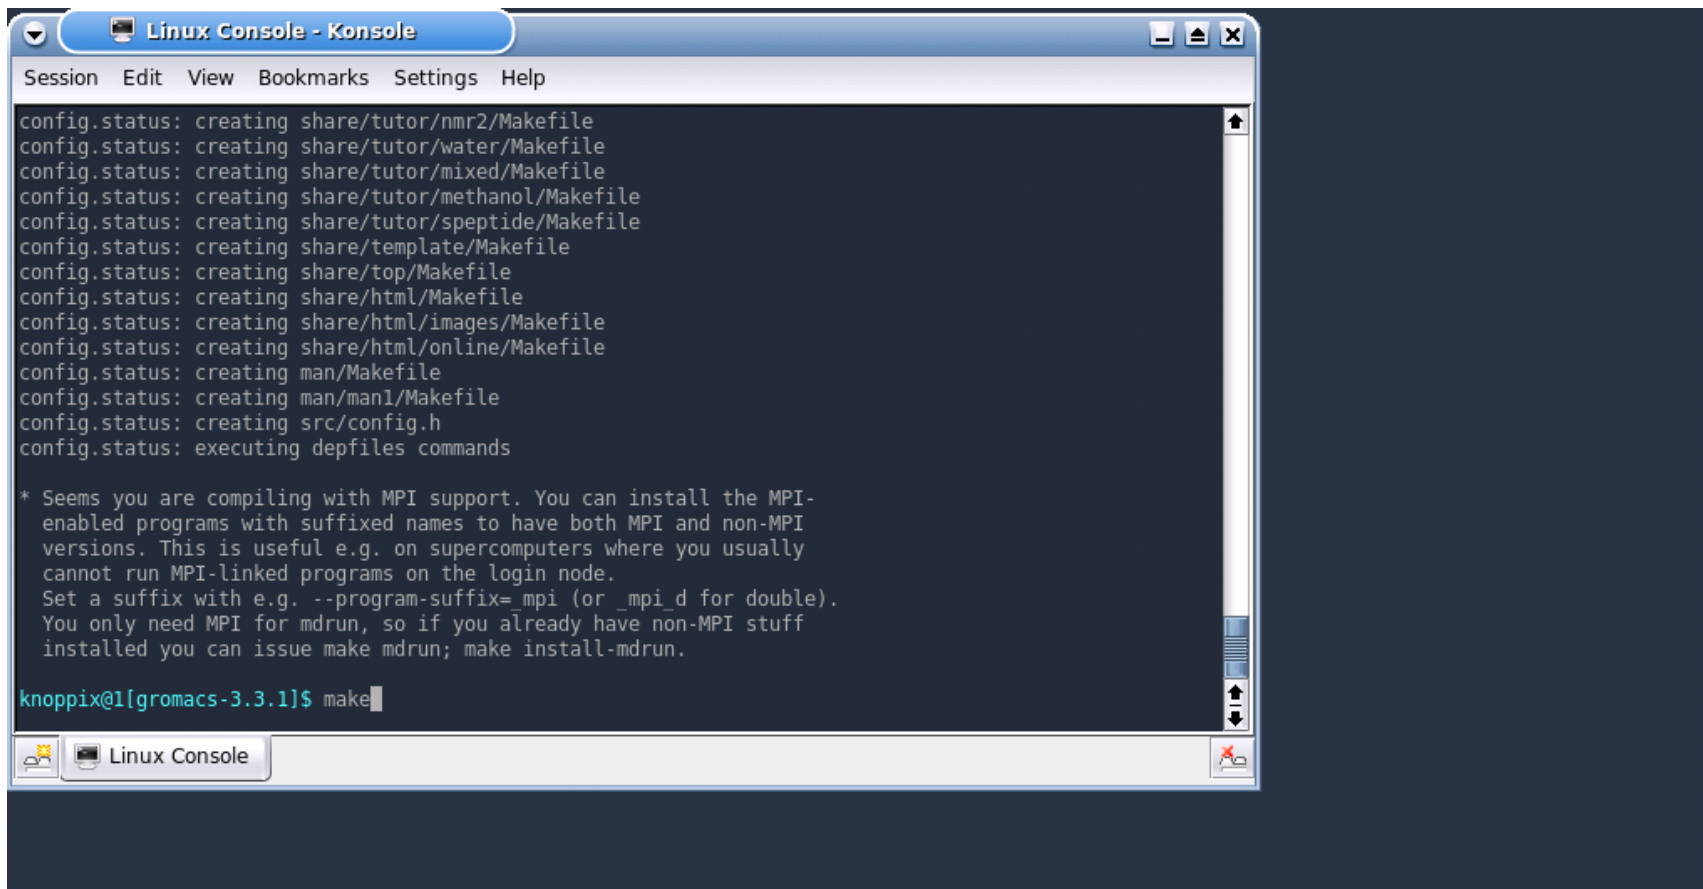 Linux Console - Konsole
Session Edit View Bookmarks Settings Help
config.status: creating share/tutor/nmr2/Makefile
config.status: creating share/tutor/water/Makefile
config.status: creating share/tutor/mixed/Makefile
config.status: creating share/tutor/methanol/Makefile
config.status: creating share/tutor/speptide/Makefile
config.status: creating share/template/Makefile
config.status: creating share/top/Makefile
config.status: creating share/html/Makefile
config.status: creating share/html/images/Makefile
config.status: creating share/html/online/Makefile
config.status: creating man/Makefile
config.status: creating man/man1/Makefile
config.status: creating src/config.h
config.status: executing depfiles commands
* Seems you are compiling with MPI support. You can install the MPI-
enabled programs with suffixed names to have both MPI and non-MPI
versions. This is useful e.g. on supercomputers where you usually
cannot run MPI-linked programs on the login node.
Set a suffix with e.g. --program-suffix=_mpi (or _mpi_d for double).
You only need MPI for mdrun, so if you already have non-MPI stuff
installed you can issue make mdrun; make install-mdrun.
knoppix@1[gromacs-3.3.1]$ make
Linux Console